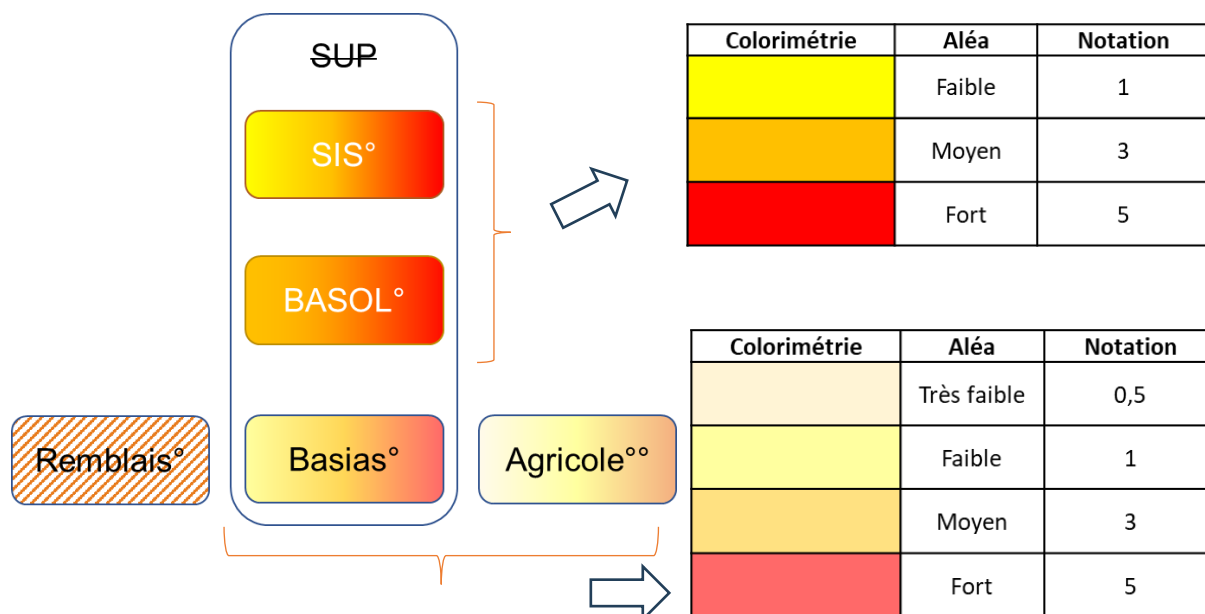 SUP
SIS°
BASOL°
Remblais°
Basias°
Agricole°°
Colorimétrie Aléa Notation
Faible 1
Moyen 3
Fort 5
Colorimétrie Aléa Notation
Très faible 0,5
Faible 1
Moyen 3
Fort 5